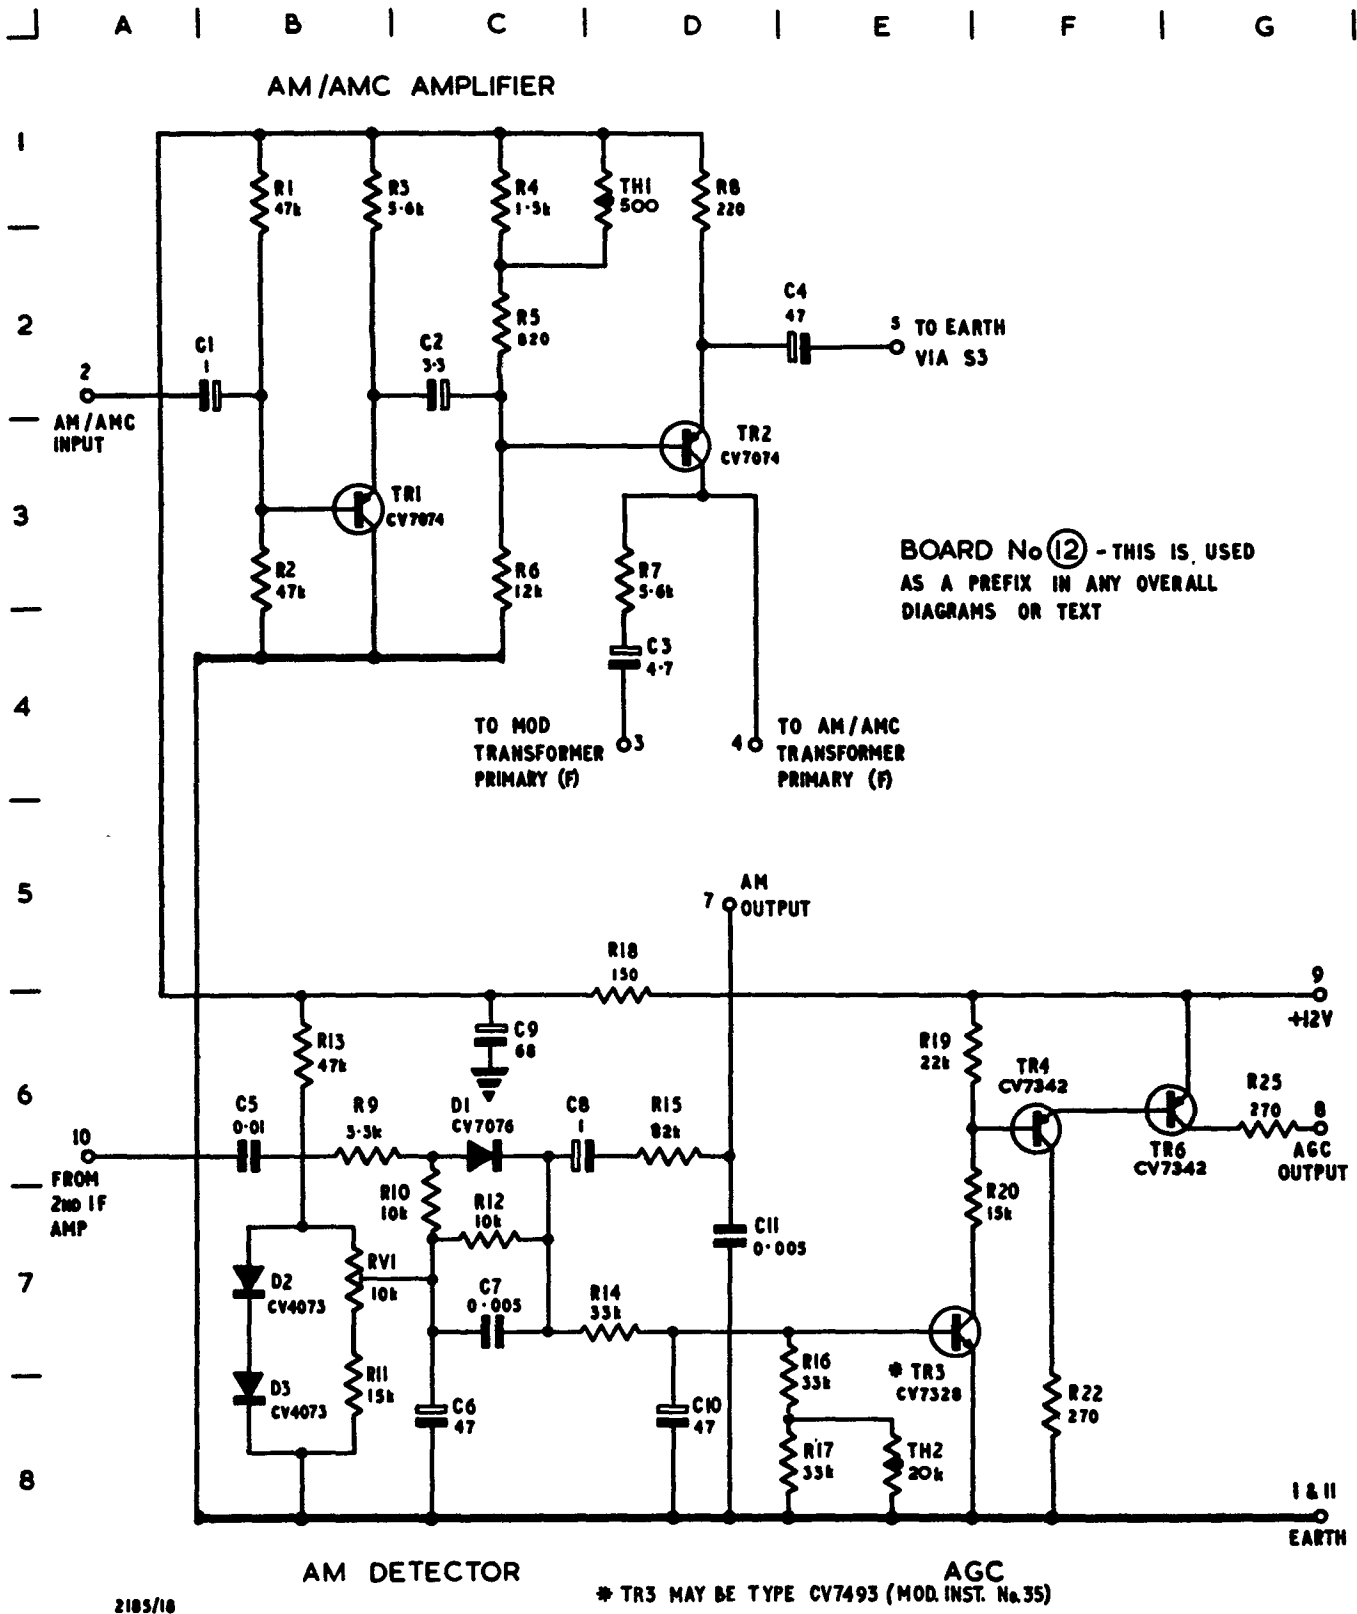 A B C D E F G
AM/AMC AMPLIFIER
1
R1
47k
R3
5·6k
R4
1·5k
TH1
500
R8
220
2
R5
820
C4
47
5 TO EARTH
VIA S3
C1
1
C2
3·3
2
AM/AMC
INPUT
TR2
CV7074
3
TR1
CV7074
BOARD No 12 - THIS IS USED
AS A PREFIX IN ANY OVERALL
DIAGRAMS OR TEXT
R2
47k
R6
12k
R7
5·6k
C3
4·7
4
TO MOD
TRANSFORMER
PRIMARY (F)
3
4
TO AM/AMC
TRANSFORMER
PRIMARY (F)
5
7
AM
OUTPUT
R18
150
9
+12V
R13
47k
C9
68
R19
22k
TR4
CV7342
6
R25
270
8
AGC
OUTPUT
C5
0·01
R9
3·3k
D1
CV7076
C8
1
R15
82k
TR6
CV7342
10
FROM
2ND IF
AMP
R10
10k
R12
10k
R20
15k
C11
0·005
7
D2
CV4073
RV1
10k
C7
0·005
R14
33k
* TR3
CV7328
R16
33k
D3
CV4073
R11
15k
C6
47
C10
47
R22
270
8
R17
33k
TH2
20k
1 & 11
EARTH
AM DETECTOR
AGC
* TR3 MAY BE TYPE CV7493 (MOD. INST. No. 35)
2185/18